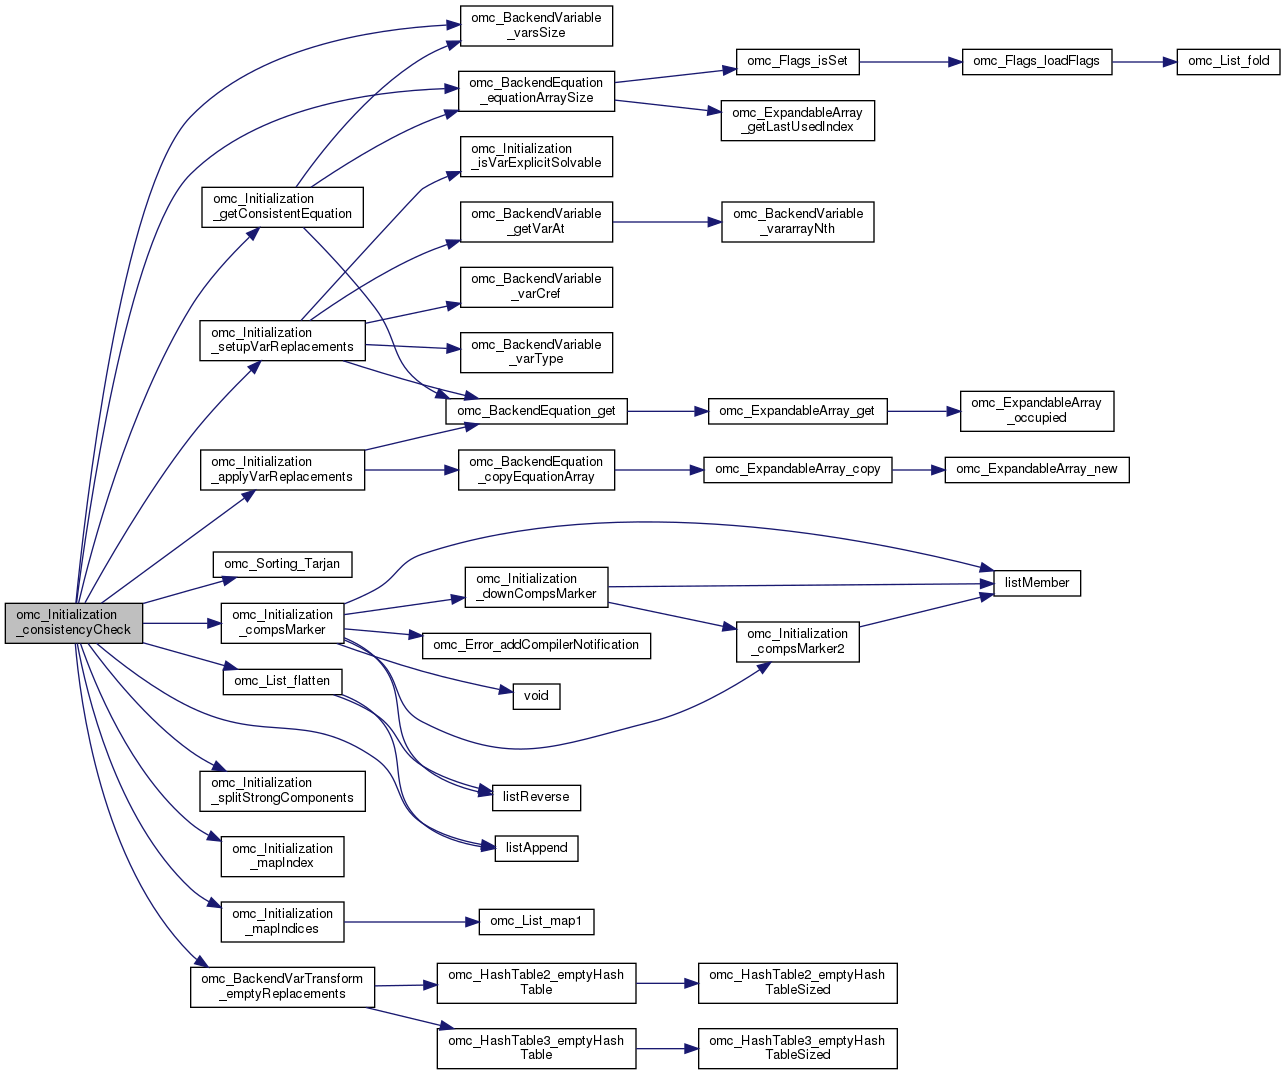 omc_BackendVariable
_varsSize
omc_BackendEquation
_equationArraySize
omc_Flags_isSet
omc_Flags_loadFlags
omc_List_fold
omc_ExpandableArray
_getLastUsedIndex
omc_Initialization
_isVarExplicitSolvable
omc_Initialization
_getConsistentEquation
omc_BackendVariable
_getVarAt
omc_BackendVariable
_vararrayNth
omc_BackendVariable
_varCref
omc_Initialization
_setupVarReplacements
omc_BackendVariable
_varType
omc_BackendEquation_get
omc_ExpandableArray_get
omc_ExpandableArray
_occupied
omc_Initialization
_applyVarReplacements
omc_BackendEquation
_copyEquationArray
omc_ExpandableArray_copy
omc_ExpandableArray_new
omc_Sorting_Tarjan
omc_Initialization
_downCompsMarker
listMember
omc_Initialization
_consistencyCheck
omc_Initialization
_compsMarker
omc_Error_addCompilerNotification
omc_Initialization
_compsMarker2
omc_List_flatten
void
omc_Initialization
_splitStrongComponents
listReverse
omc_Initialization
_mapIndex
listAppend
omc_Initialization
_mapIndices
omc_List_map1
omc_BackendVarTransform
_emptyReplacements
omc_HashTable2_emptyHash
Table
omc_HashTable2_emptyHash
TableSized
omc_HashTable3_emptyHash
Table
omc_HashTable3_emptyHash
TableSized